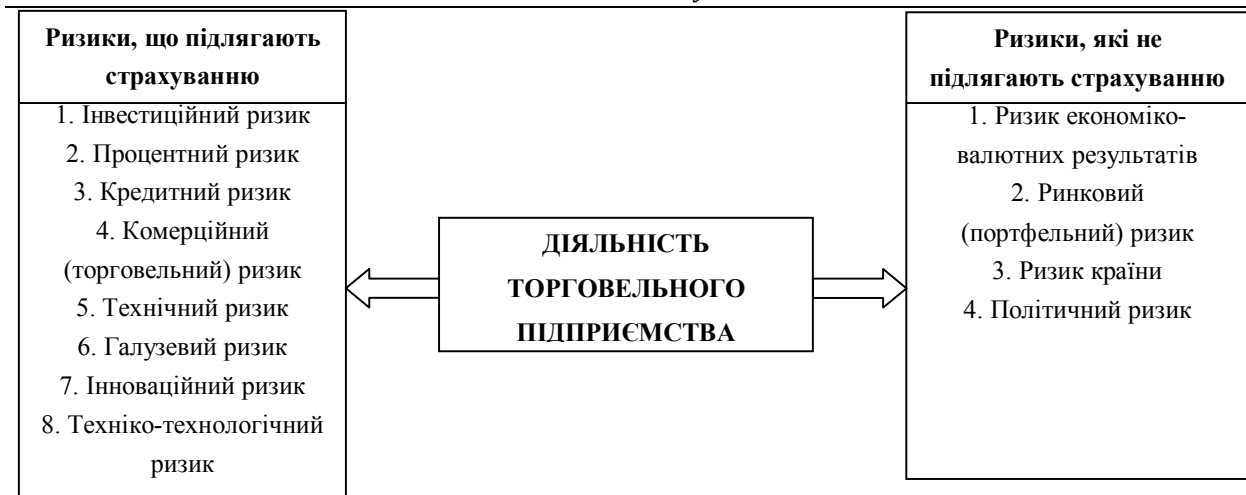 Ризики, що підлягають
страхуванню
1. Інвестиційний ризик
2. Процентний ризик
3. Кредитний ризик
4. Комерційний
(торговельний) ризик
5. Технічний ризик
6. Галузевий ризик
7. Інноваційний ризик
8. Техніко-технологічний
ризик
ДІЯЛЬНІСТЬ
ТОРГОВЕЛЬНОГО
ПІДПРИЄМСТВА
Ризики, які не
підлягають страхуванню
1. Ризик економіко-
валютних результатів
2. Ринковий
(портфельний) ризик
3. Ризик країни
4. Політичний ризик